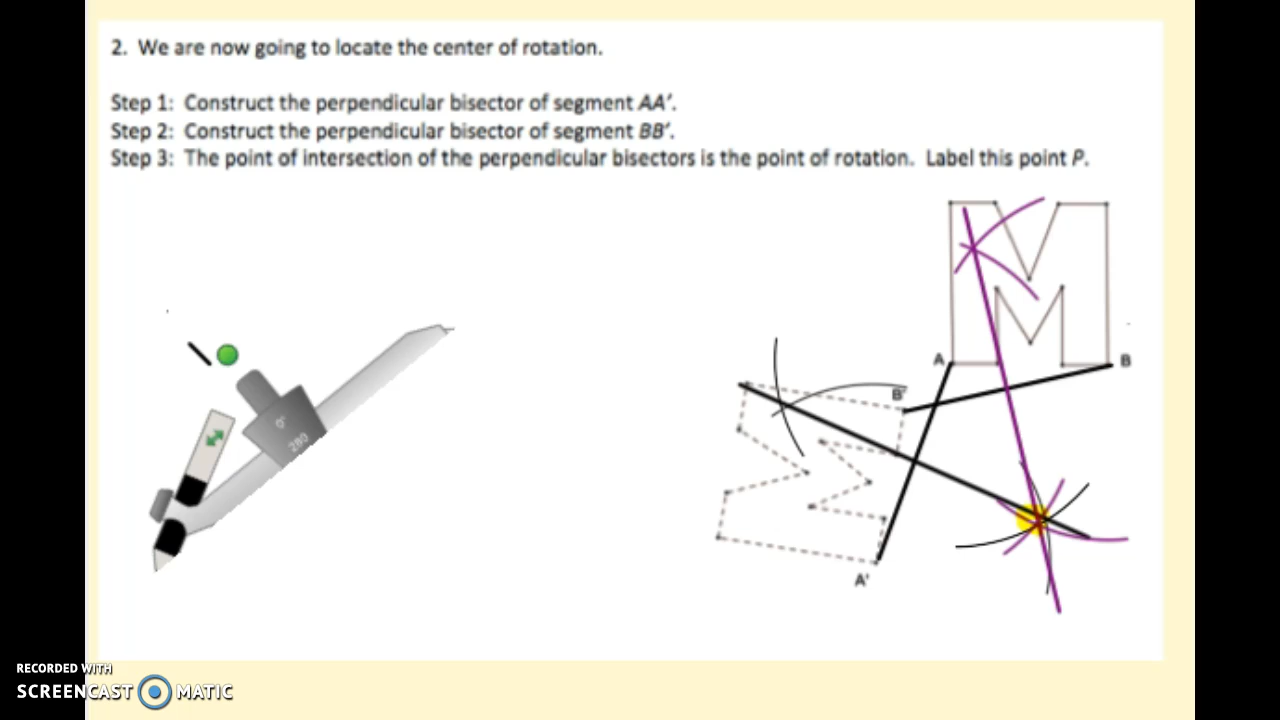 2. We are now going to locate the center of rotation.
Step 1: Construct the perpendicular bisector of segment AA′.
Step 2: Construct the perpendicular bisector of segment BB′.
Step 3: The point of intersection of the perpendicular bisectors is the point of rotation. Label this point P.
A
B
B'
0°
280
A'
RECORDED WITH
SCREENCAST MATIC